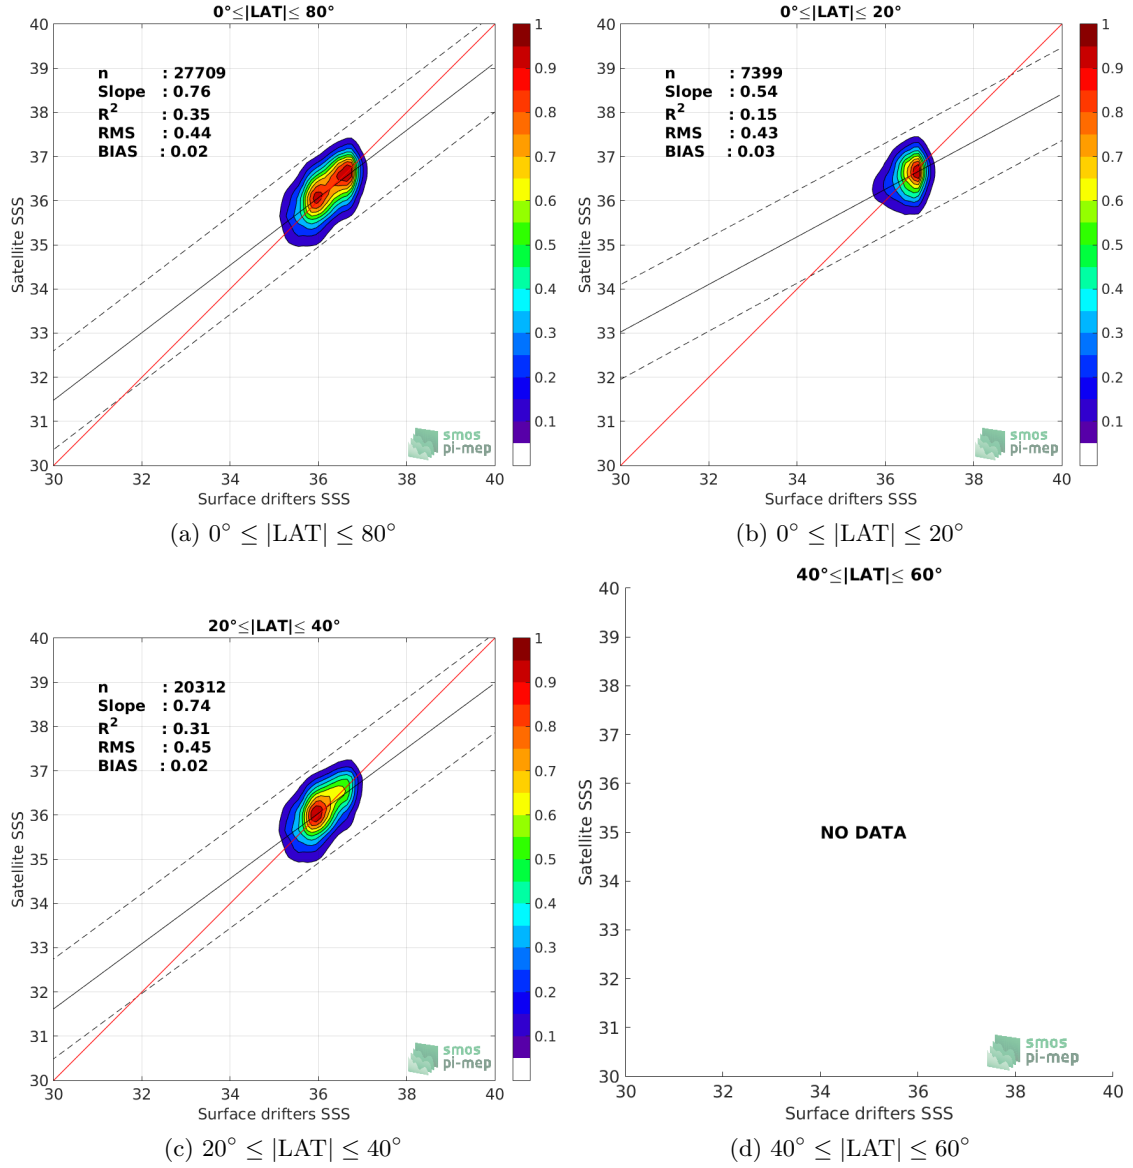 0°≤|LAT|≤ 80°
40
39
38
37
36
35
34
33
32
31
30
Satellite SSS
n : 27709
Slope : 0.76
R² : 0.35
RMS : 0.44
BIAS : 0.02
smos
pi-mep
30 32 34 36 38 40
Surface drifters SSS
1
0.9
0.8
0.7
0.6
0.5
0.4
0.3
0.2
0.1
(a) 0° ≤ |LAT| ≤ 80°
0°≤|LAT|≤ 20°
40
39
38
37
36
35
34
33
32
31
30
Satellite SSS
n : 7399
Slope : 0.54
R² : 0.15
RMS : 0.43
BIAS : 0.03
smos
pi-mep
30 32 34 36 38 40
Surface drifters SSS
1
0.9
0.8
0.7
0.6
0.5
0.4
0.3
0.2
0.1
(b) 0° ≤ |LAT| ≤ 20°
20°≤|LAT|≤ 40°
40
39
38
37
36
35
34
33
32
31
30
Satellite SSS
n : 20312
Slope : 0.74
R² : 0.31
RMS : 0.45
BIAS : 0.02
smos
pi-mep
30 32 34 36 38 40
Surface drifters SSS
1
0.9
0.8
0.7
0.6
0.5
0.4
0.3
0.2
0.1
(c) 20° ≤ |LAT| ≤ 40°
40°≤|LAT|≤ 60°
40
39
38
37
36
35
34
33
32
31
30
Satellite SSS
NO DATA
smos
pi-mep
30 32 34 36 38 40
Surface drifters SSS
(d) 40° ≤ |LAT| ≤ 60°